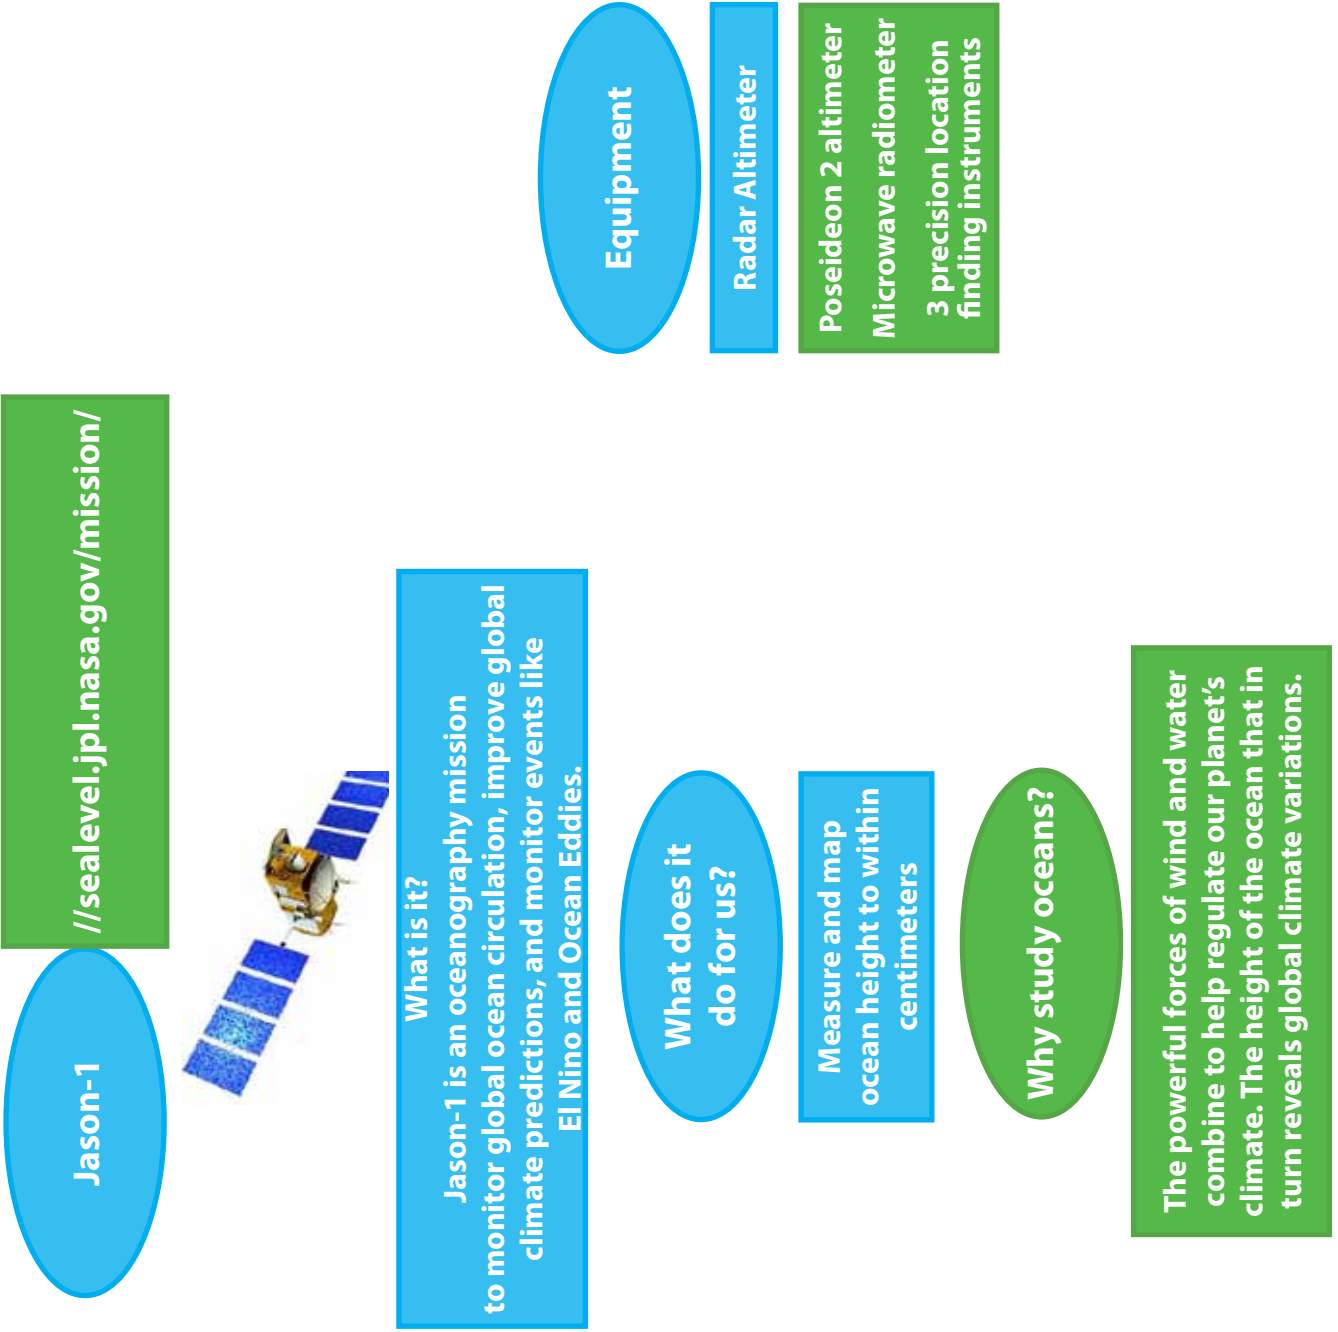 Jason-1
//sealevel.jpl.nasa.gov/mission/
What is it?
Jason-1 is an oceanography mission
to monitor global ocean circulation, improve global
climate predictions, and monitor events like
El Nino and Ocean Eddies.
What does it
do for us?
Measure and map
ocean height to within
centimeters
Why study oceans?
The powerful forces of wind and water
combine to help regulate our planet’s
climate. The height of the ocean that in
turn reveals global climate variations.
Equipment
Radar Altimeter
Poseideon 2 altimeter
Microwave radiometer
3 precision location
finding instruments